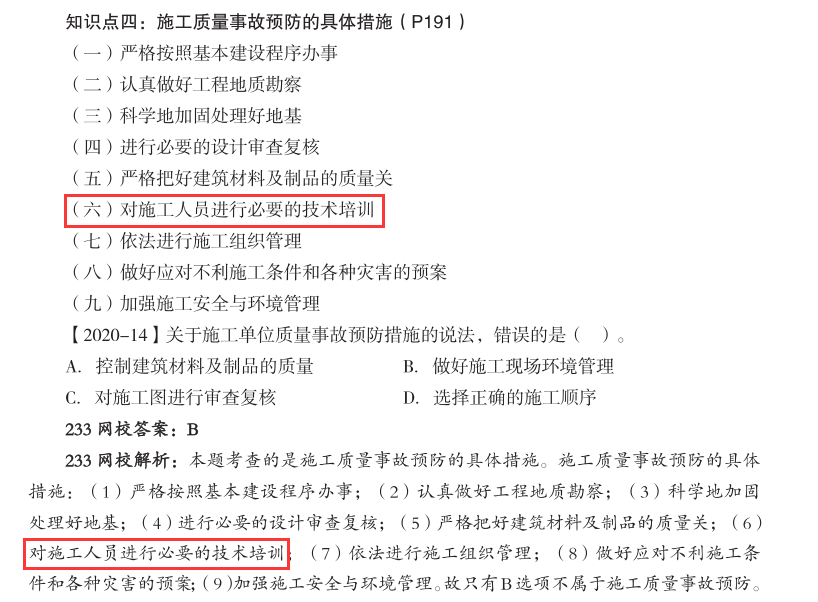 知识点四：施工质量事故预防的具体措施（P191）
（一）严格按照基本建设程序办事
（二）认真做好工程地质勘察
（三）科学地加固处理好地基
（四）进行必要的设计审查复核
（五）严格把好建筑材料及制品的质量关
（六）对施工人员进行必要的技术培训
（七）依法进行施工组织管理
（八）做好应对不利施工条件和各种灾害的预案
（九）加强施工安全与环境管理
【2020-14】关于施工单位质量事故预防措施的说法，错误的是（ ）。
A. 控制建筑材料及制品的质量 B. 做好施工现场环境管理
C. 对施工图进行审查复核 D. 选择正确的施工顺序
233 网校答案：B
233 网校解析：本题考查的是施工质量事故预防的具体措施。施工质量事故预防的具体
措施：（1）严格按照基本建设程序办事；（2）认真做好工程地质勘察；（3）科学地加固
处理好地基；（4）进行必要的设计审查复核；（5）严格把好建筑材料及制品的质量关；（6）
对施工人员进行必要的技术培训；（7）依法进行施工组织管理；（8）做好应对不利施工条
件和各种灾害的预案；（9）加强施工安全与环境管理。故只有 B 选项不属于施工质量事故预防。